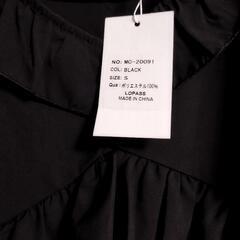 NO: MO-20091
COL: BLACK
SIZE: S
Qua: ポリエステル100%
LOPASS
MADE IN CHINA